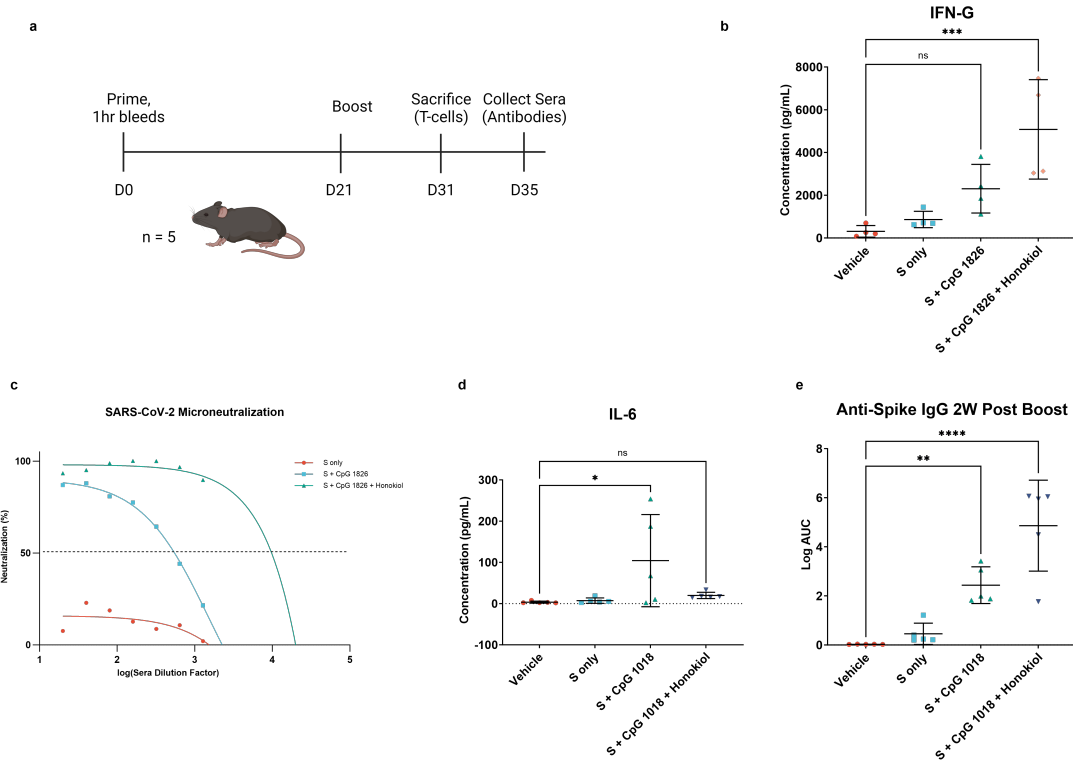 a
Prime,
1hr bleeds
Boost
Sacrifice
(T-cells)
Collect Sera
(Antibodies)
D0
D21
D31
D35
n = 5
b
IFN-G
***
ns
Concentration (pg/mL)
8000
6000
4000
2000
0
Vehicle
S only
S + CpG 1826
S + CpG 1826 + Honokiol
c
SARS-CoV-2 Microneutralization
S only
S + CpG 1826
S + CpG 1826 + Honokiol
Neutralization (%)
100
50
0
1
2
3
4
5
log(Sera Dilution Factor)
d
IL-6
ns
*
Concentration (pg/mL)
300
200
100
0
-100
Vehicle
S only
S + CpG 1018
S + CpG 1018 + Honokiol
e
Anti-Spike IgG 2W Post Boost
****
**
Log AUC
8
6
4
2
0
Vehicle
S only
S + CpG 1018
S + CpG 1018 + Honokiol